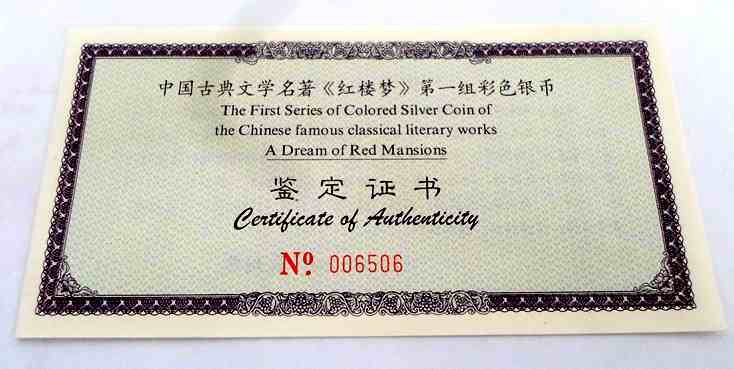 中国古典文学名著《红楼梦》第一组彩色银币
The First Series of Colored Silver Coin of
the Chinese famous classical literary works
A Dream of Red Mansions
鉴定证书
Certificate of Authenticity
Nº. 006506